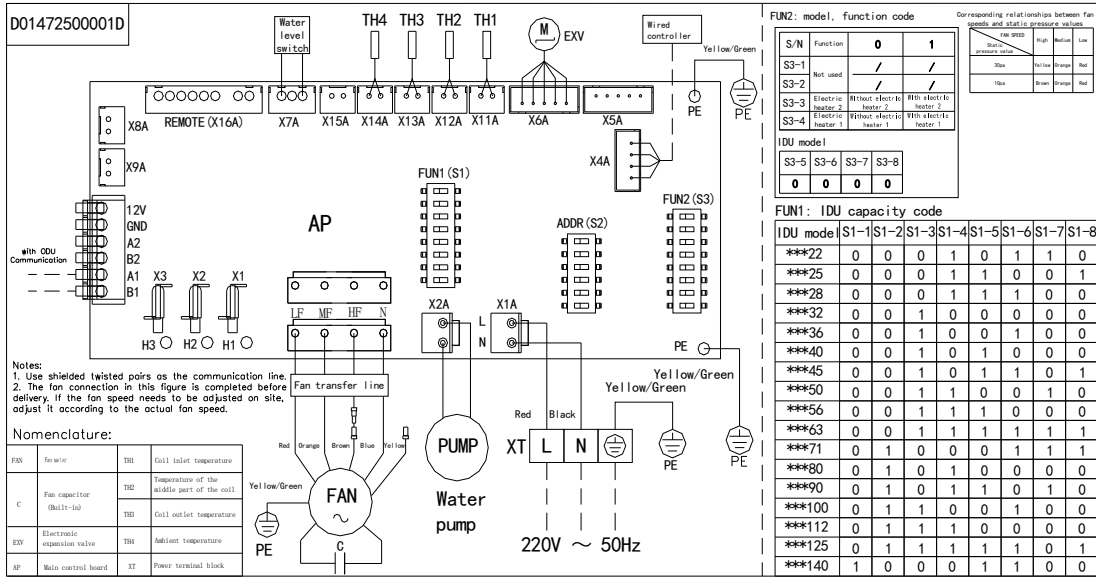 D01472500001D
Water
level
switch
TH4 TH3 TH2 TH1
M EXV
Wired
controller
Yellow/Green
PE PE
REMOTE(X16A) X7A X15A X14A X13A X12A X11A X6A X5A
X8A
X9A
X4A
12V
GND
A2
B2
A1
B1
with ODU
Communication
AP
FUN1(S1)
ADDR(S2)
FUN2(S3)
X3 X2 X1
H3 H2 H1
LF MF HF N
X2A X1A
L
N
PE
Yellow/Green
Yellow/Green
Fan transfer line
Notes:
1. Use shielded twisted pairs as the communication line.
2. The fan connection in this figure is completed before
delivery. If the fan speed needs to be adjusted on site,
adjust it according to the actual fan speed.
Nomenclature:
FAN Fan motor TH1 Coil inlet temperature
C Fan capacitor
(Built-in)
TH2 Temperature of the
middle part of the coil
TH3 Coil outlet temperature
EXV Electronic
expansion valve
TH4 Ambient temperature
AP Main control board XT Power terminal block
Red Orange Brown Blue Yellow
Yellow/Green
PE
FAN
C
PUMP
Water
pump
Red Black
XT L N
PE
PE
220V ～ 50Hz
FUN2: model, function code
S/N Function 0 1
S3-1 Not used / /
S3-2 / /
S3-3 Electric
heater 2
Without electric
heater 2
With electric
heater 2
S3-4 Electric
heater 1
Without electric
heater 1
With electric
heater 1
IDU model
S3-5 S3-6 S3-7 S3-8
0 0 0 0
Corresponding relationships between fan
speeds and static pressure values
FAN SPEED
Static
pressure value
High Medium Low
30pa Yellow Orange Red
10pa Brown Orange Red
FUN1: IDU capacity code
IDU model S1-1 S1-2 S1-3 S1-4 S1-5 S1-6 S1-7 S1-8
***22 0 0 0 1 0 1 1 0
***25 0 0 0 1 1 0 0 1
***28 0 0 0 1 1 1 0 0
***32 0 0 1 0 0 0 0 0
***36 0 0 1 0 0 1 0 0
***40 0 0 1 0 1 0 0 0
***45 0 0 1 0 1 1 0 1
***50 0 0 1 1 0 0 1 0
***56 0 0 1 1 1 0 0 0
***63 0 0 1 1 1 1 1 1
***71 0 1 0 0 0 1 1 1
***80 0 1 0 1 0 0 0 0
***90 0 1 0 1 1 0 1 0
***100 0 1 1 0 0 1 0 0
***112 0 1 1 1 0 0 0 0
***125 0 1 1 1 1 1 0 1
***140 1 0 0 0 1 1 0 0